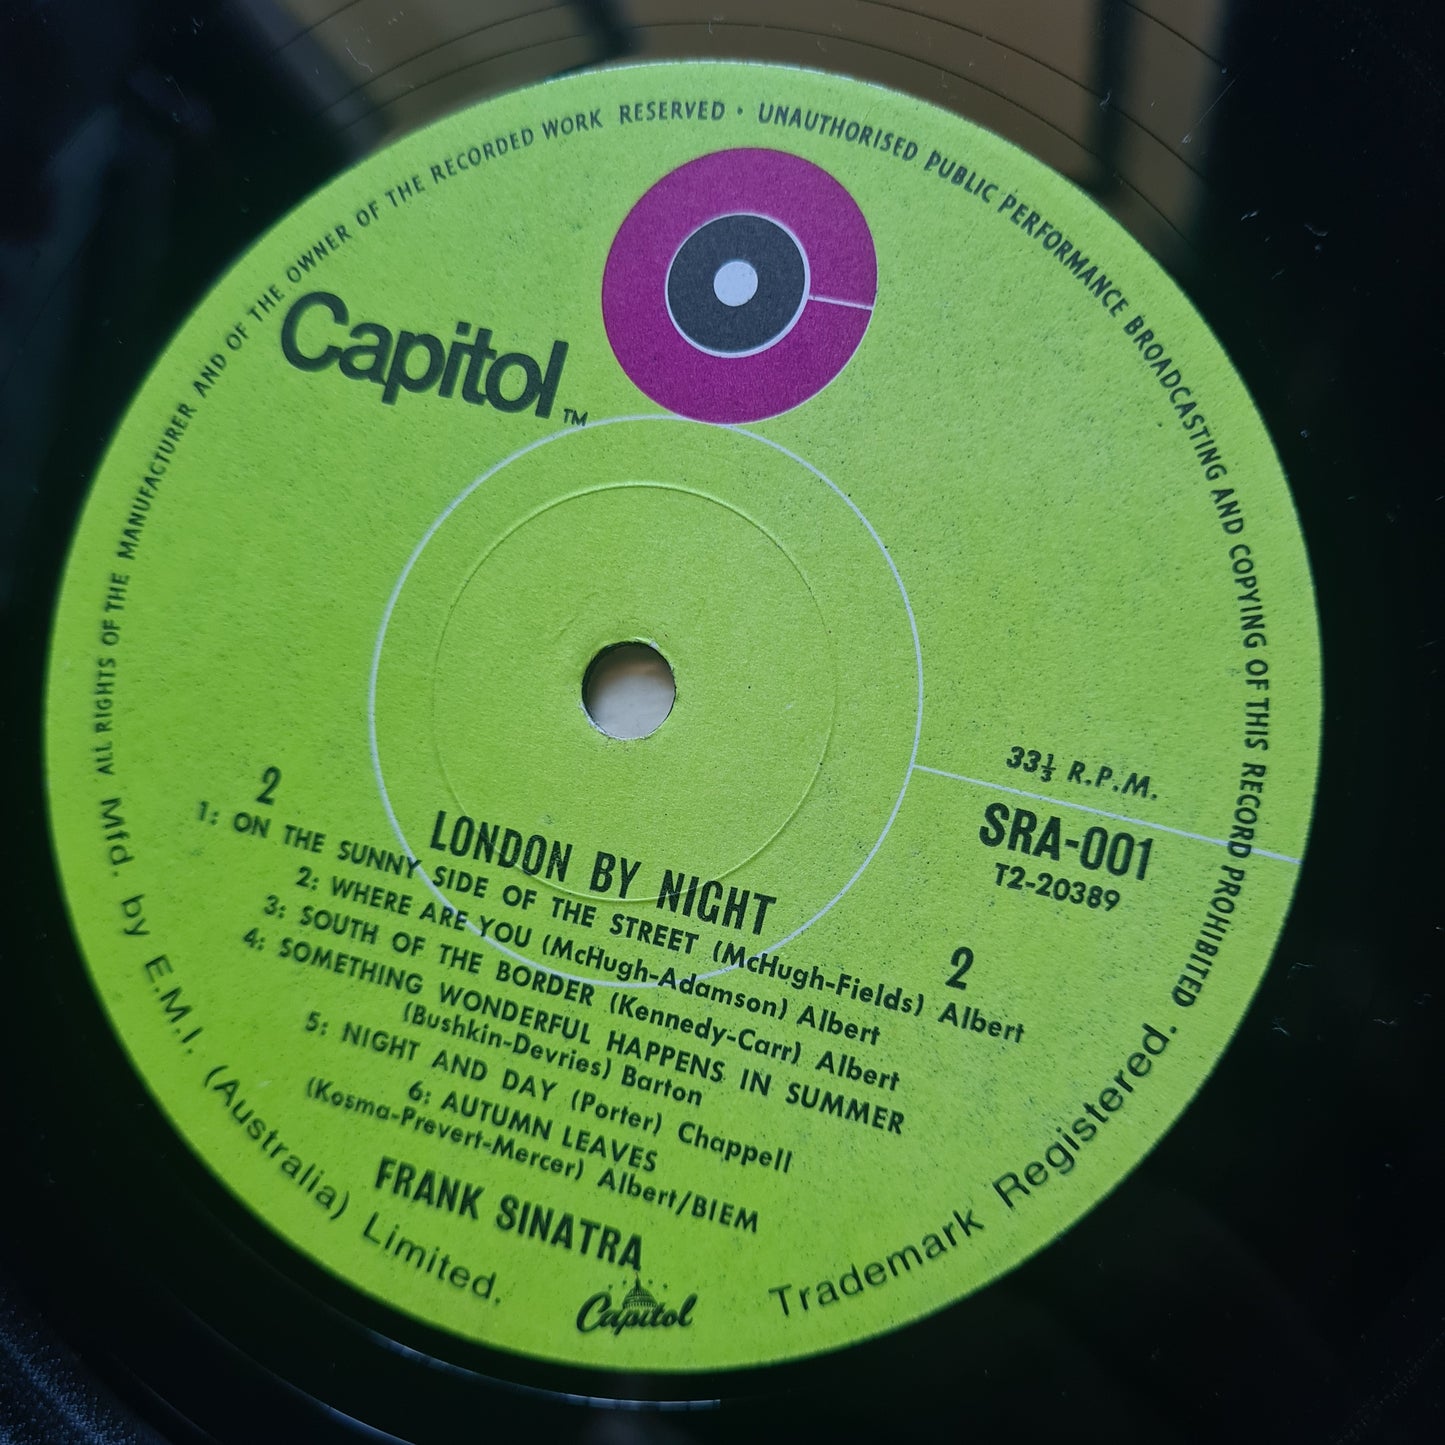 ALL RIGHTS OF THE MANUFACTURER AND OF THE OWNER OF THE RECORDED WORK RESERVED • UNAUTHORISED PUBLIC PERFORMANCE BROADCASTING AND COPYING OF THIS RECORD PROHIBITED
Capitol TM
33⅓ R.P.M.
SRA-001
T2-20389
2
2
LONDON BY NIGHT
1: ON THE SUNNY SIDE OF THE STREET (McHugh-Fields) Albert
2: WHERE ARE YOU (McHugh-Adamson) Albert
3: SOUTH OF THE BORDER (Kennedy-Carr) Albert
4: SOMETHING WONDERFUL HAPPENS IN SUMMER
(Bushkin-Devries) Barton
5: NIGHT AND DAY (Porter) Chappell
6: AUTUMN LEAVES
(Kosma-Prevert-Mercer) Albert/BIEM
FRANK SINATRA
Capitol
Mfd. by E.M.I. (Australia) Limited.
Trademark Registered.